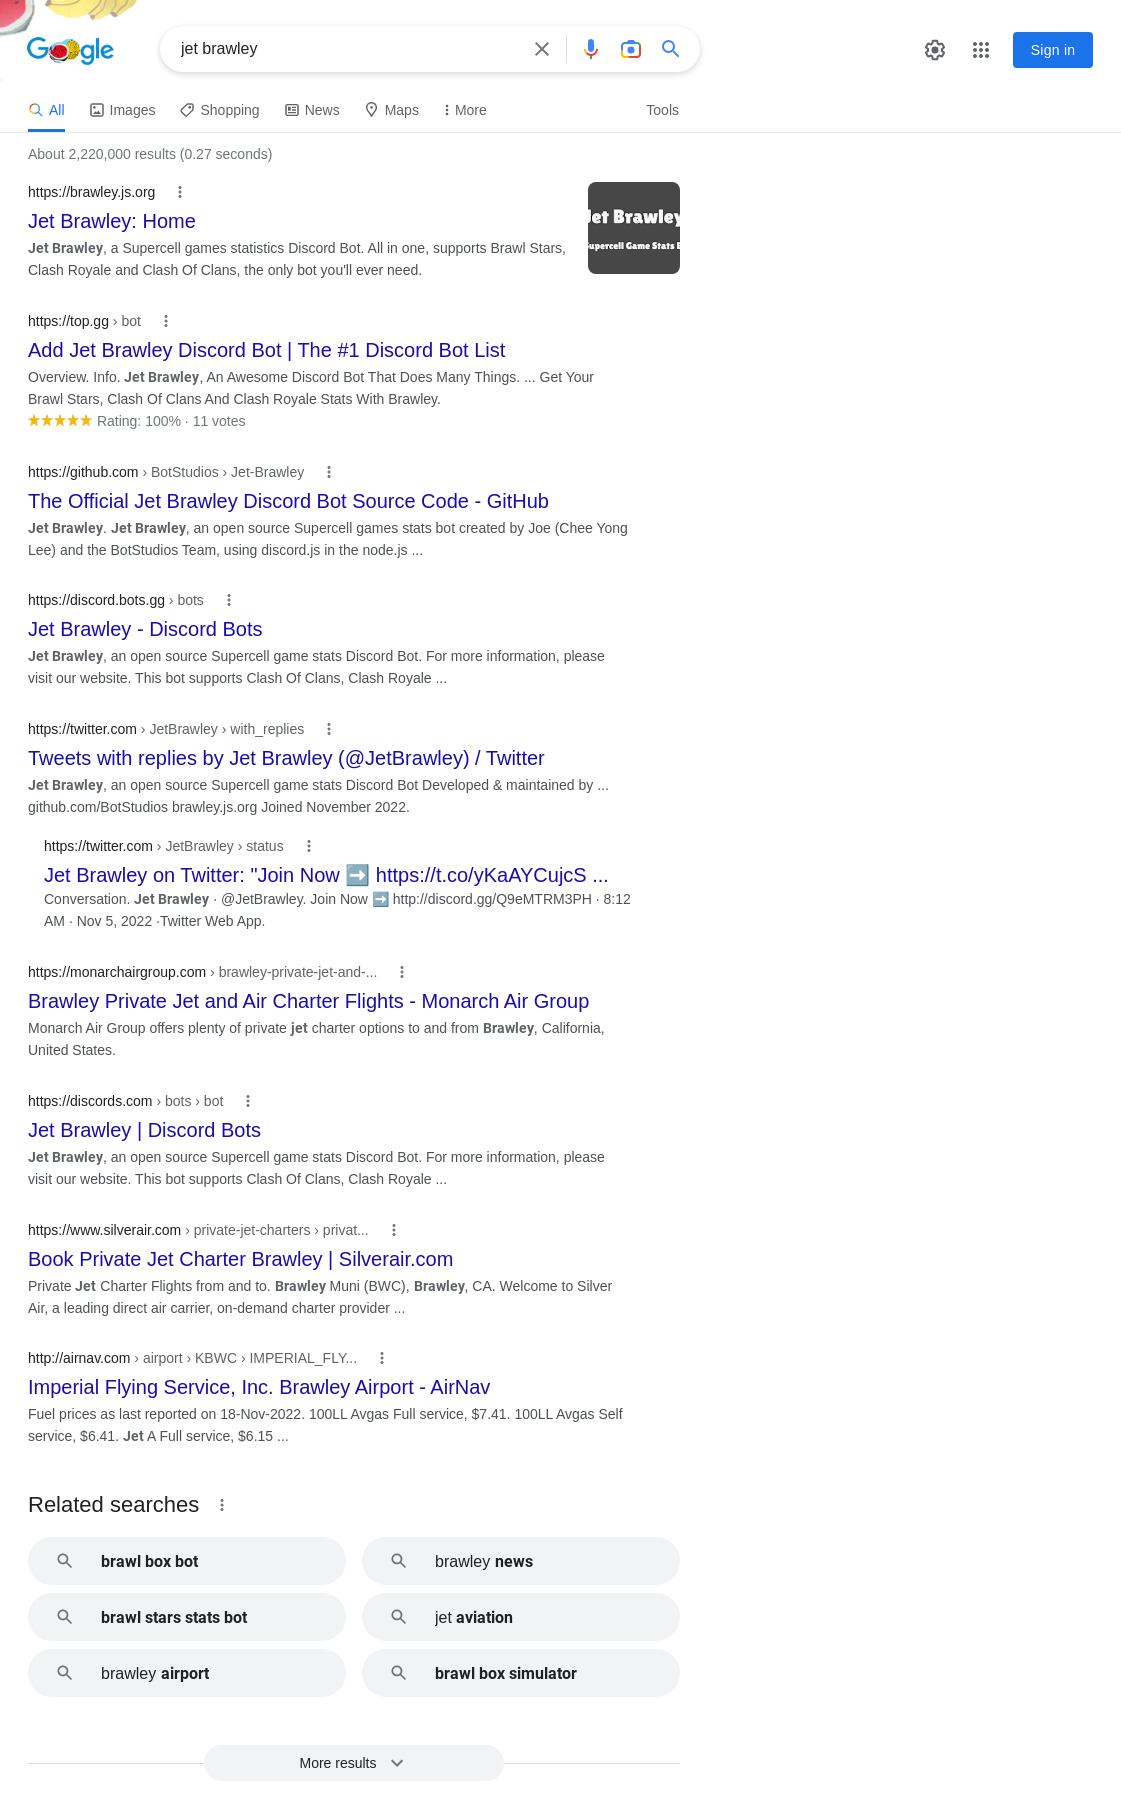 Google
jet brawley
Sign in
All Images Shopping News Maps More Tools
About 2,220,000 results (0.27 seconds)
https://brawley.js.org
Jet Brawley: Home
Jet Brawley, a Supercell games statistics Discord Bot. All in one, supports Brawl Stars,
Clash Royale and Clash Of Clans, the only bot you'll ever need.
Jet Brawley
Supercell Game Stats B
https://top.gg › bot
Add Jet Brawley Discord Bot | The #1 Discord Bot List
Overview. Info. Jet Brawley, An Awesome Discord Bot That Does Many Things. ... Get Your
Brawl Stars, Clash Of Clans And Clash Royale Stats With Brawley.
Rating: 100% · 11 votes
https://github.com › BotStudios › Jet-Brawley
The Official Jet Brawley Discord Bot Source Code - GitHub
Jet Brawley. Jet Brawley, an open source Supercell games stats bot created by Joe (Chee Yong
Lee) and the BotStudios Team, using discord.js in the node.js ...
https://discord.bots.gg › bots
Jet Brawley - Discord Bots
Jet Brawley, an open source Supercell game stats Discord Bot. For more information, please
visit our website. This bot supports Clash Of Clans, Clash Royale ...
https://twitter.com › JetBrawley › with_replies
Tweets with replies by Jet Brawley (@JetBrawley) / Twitter
Jet Brawley, an open source Supercell game stats Discord Bot Developed & maintained by ...
github.com/BotStudios brawley.js.org Joined November 2022.
https://twitter.com › JetBrawley › status
Jet Brawley on Twitter: "Join Now ➡️ https://t.co/yKaAYCujcS ...
Conversation. Jet Brawley · @JetBrawley. Join Now ➡️ http://discord.gg/Q9eMTRM3PH · 8:12
AM · Nov 5, 2022 ·Twitter Web App.
https://monarchairgroup.com › brawley-private-jet-and-...
Brawley Private Jet and Air Charter Flights - Monarch Air Group
Monarch Air Group offers plenty of private jet charter options to and from Brawley, California,
United States.
https://discords.com › bots › bot
Jet Brawley | Discord Bots
Jet Brawley, an open source Supercell game stats Discord Bot. For more information, please
visit our website. This bot supports Clash Of Clans, Clash Royale ...
https://www.silverair.com › private-jet-charters › privat...
Book Private Jet Charter Brawley | Silverair.com
Private Jet Charter Flights from and to. Brawley Muni (BWC), Brawley, CA. Welcome to Silver
Air, a leading direct air carrier, on-demand charter provider ...
http://airnav.com › airport › KBWC › IMPERIAL_FLY...
Imperial Flying Service, Inc. Brawley Airport - AirNav
Fuel prices as last reported on 18-Nov-2022. 100LL Avgas Full service, $7.41. 100LL Avgas Self
service, $6.41. Jet A Full service, $6.15 ...
Related searches
brawl box bot
brawley news
brawl stars stats bot
jet aviation
brawley airport
brawl box simulator
More results